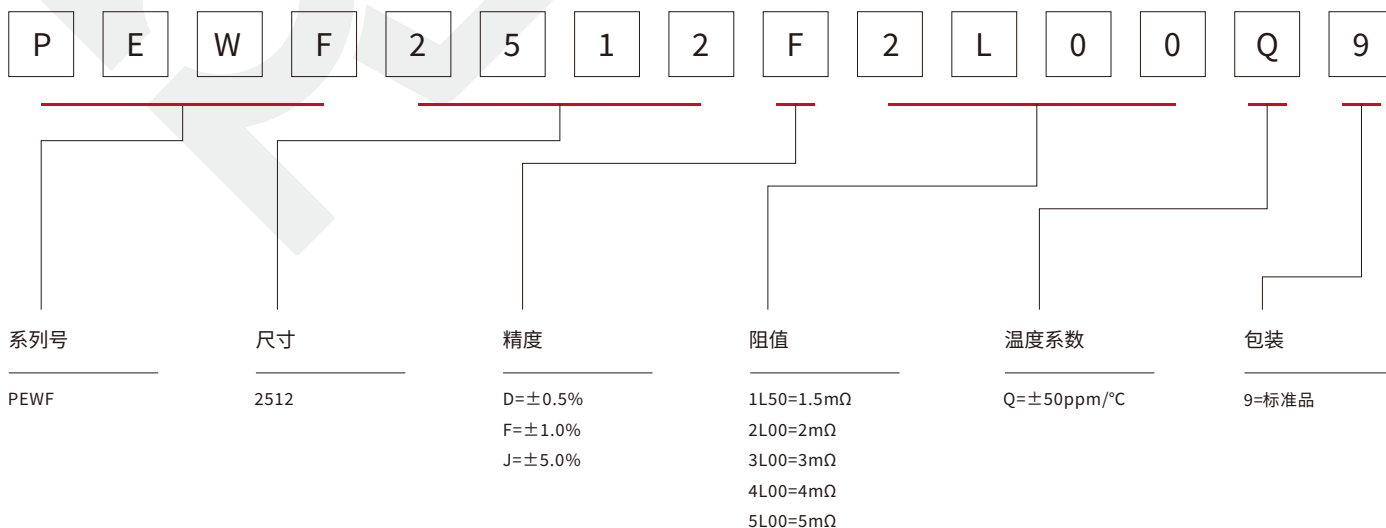 P E W F 2 5 1 2 F 2 L 0 0 Q 9
系列号 尺寸 精度 阻值 温度系数 包装
PEWF 2512 D=±0.5% 1L50=1.5mΩ Q=±50ppm/℃ 9=标准品
F=±1.0% 2L00=2mΩ
J=±5.0% 3L00=3mΩ
4L00=4mΩ
5L00=5mΩ